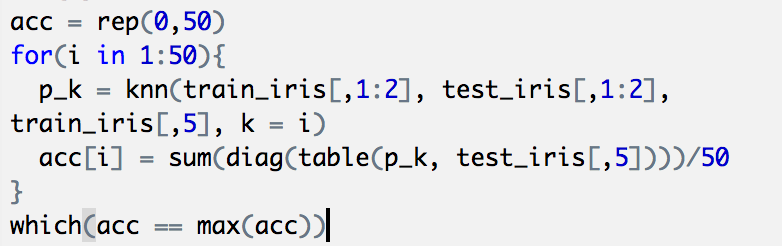 acc = rep(0,50)
for(i in 1:50){
  p_k = knn(train_iris[,1:2], test_iris[,1:2],
train_iris[,5], k = i)
  acc[i] = sum(diag(table(p_k, test_iris[,5])))/50
}
which(acc == max(acc))